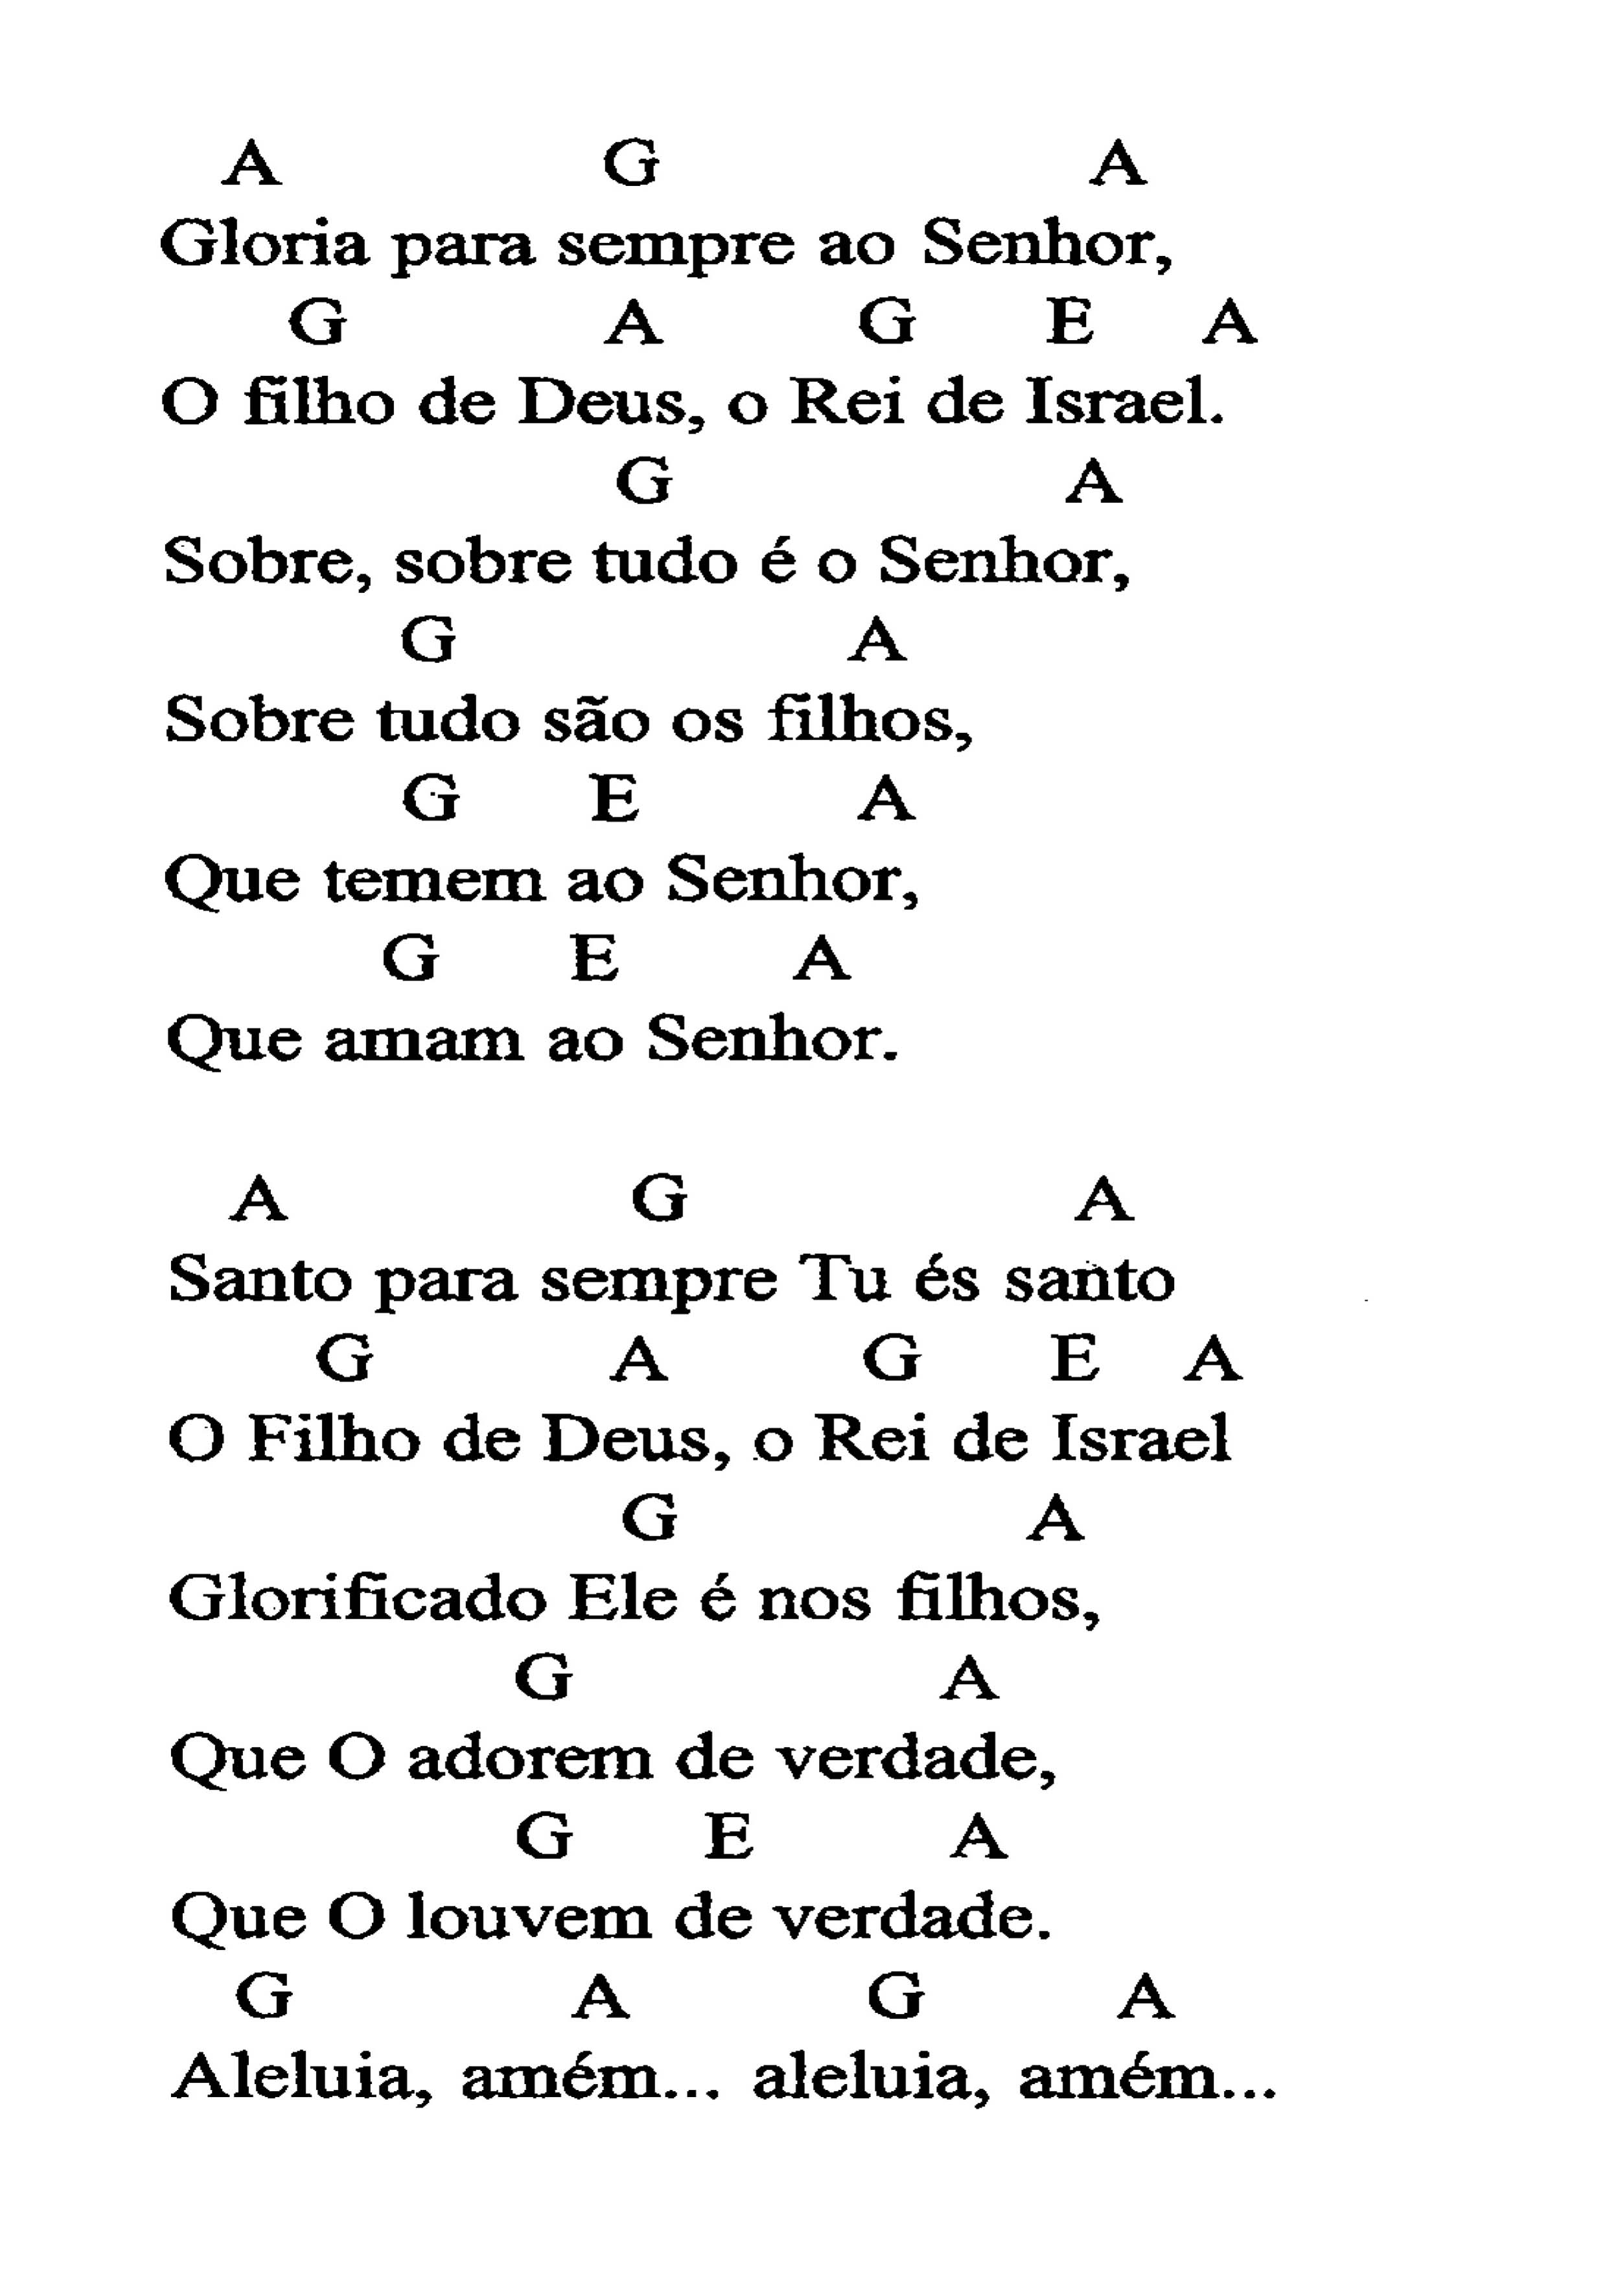 A G A
Gloria para sempre ao Senhor,
G A G E A
O filho de Deus, o Rei de Israel.
G A
Sobre, sobre tudo é o Senhor,
G A
Sobre tudo são os filhos,
G E A
Que temem ao Senhor,
G E A
Que amam ao Senhor.
A G A
Santo para sempre Tu és santo
G A G E A
O Filho de Deus, o Rei de Israel
G A
Glorificado Ele é nos filhos,
G A
Que O adorem de verdade,
G E A
Que O louvem de verdade.
G A G A
Aleluia, amém... aleluia, amém...